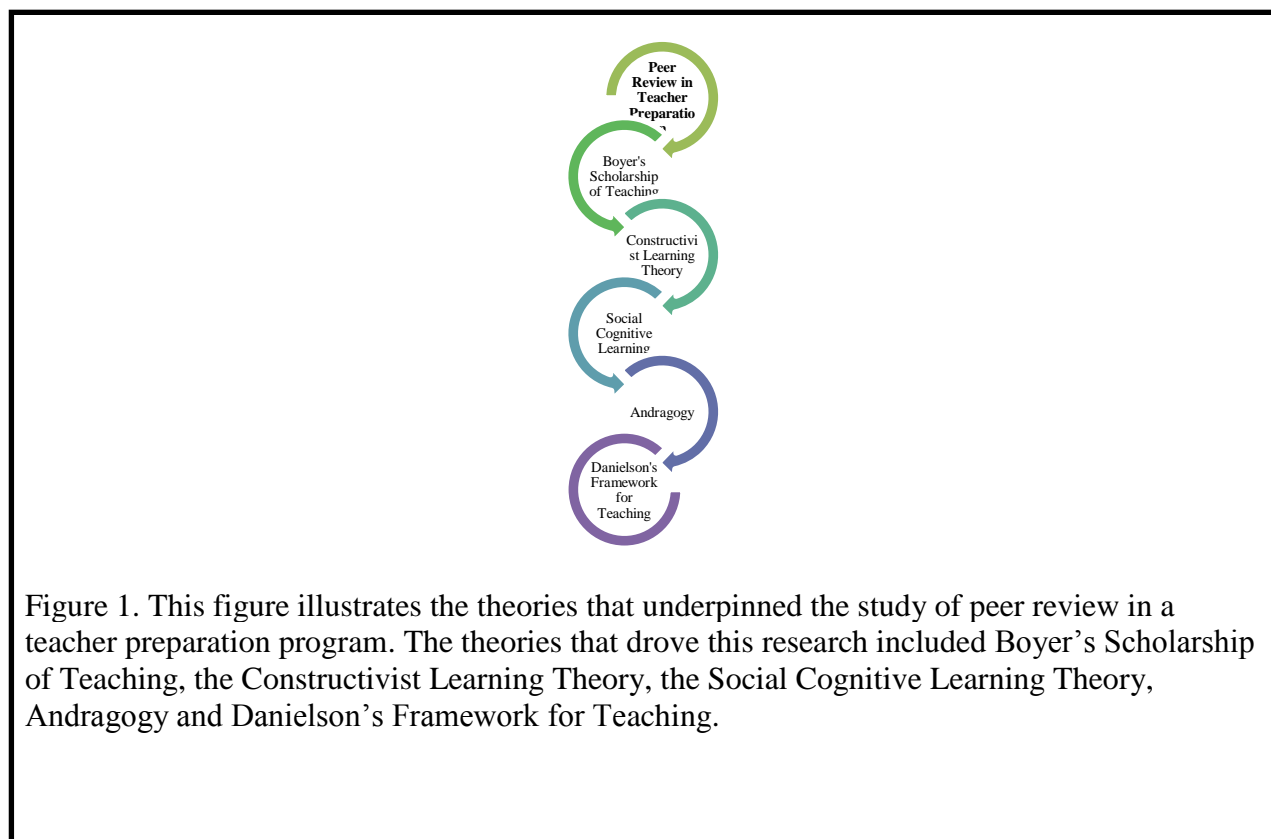 Peer
Review in
Teacher
Preparatio
n
Boyer's
Scholarship
of Teaching
Constructivi
st Learning
Theory
Social
Cognitive
Learning
Andragogy
Danielson's
Framework
for
Teaching
Figure 1. This figure illustrates the theories that underpinned the study of peer review in a
teacher preparation program. The theories that drove this research included Boyer’s Scholarship
of Teaching, the Constructivist Learning Theory, the Social Cognitive Learning Theory,
Andragogy and Danielson’s Framework for Teaching.